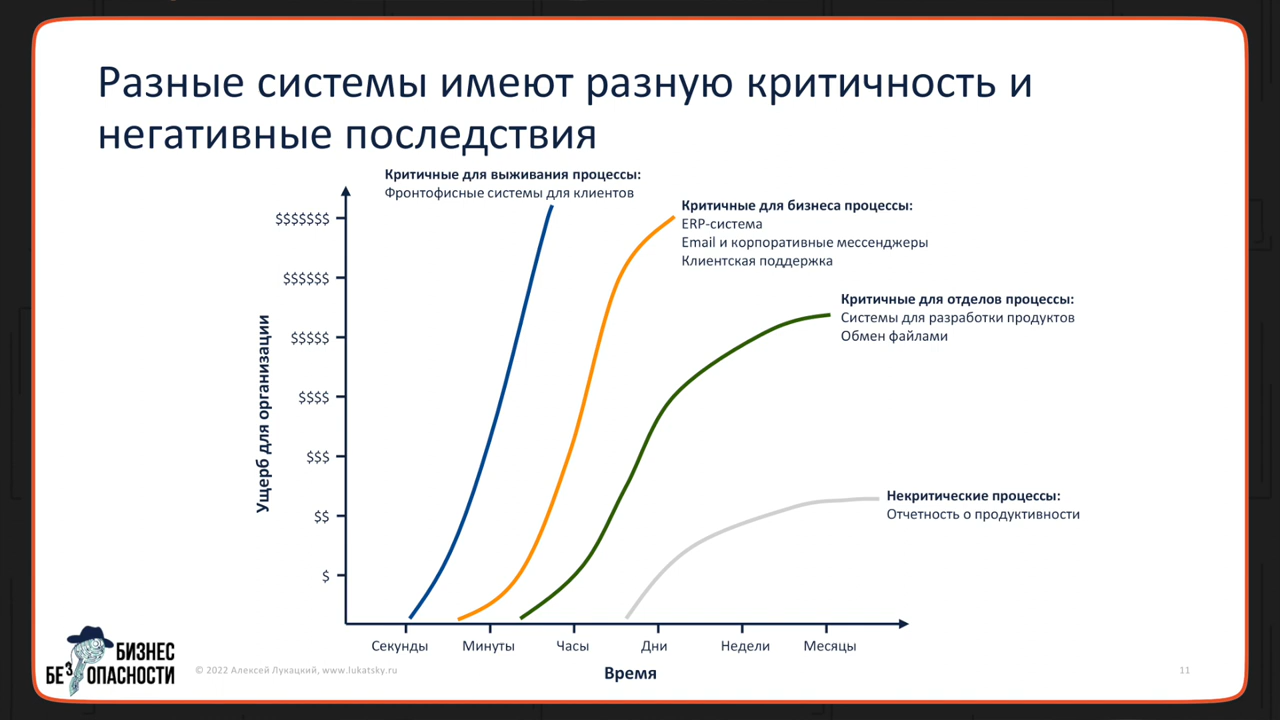 Разные системы имеют разную критичность и
негативные последствия
Критичные для выживания процессы:
Фронтофисные системы для клиентов
Критичные для бизнеса процессы:
ERP-система
Email и корпоративные мессенджеры
Клиентская поддержка
Критичные для отделов процессы:
Системы для разработки продуктов
Обмен файлами
Некритические процессы:
Отчетность о продуктивности
Ущерб для организации
$$$$$$$
$$$$$$
$$$$$
$$$$
$$$
$$
$
Секунды Минуты Часы Дни Недели Месяцы
Время
БИЗНЕС
БЕЗОПАСНОСТИ
© 2022 Алексей Лукацкий, www.lukatsky.ru
11